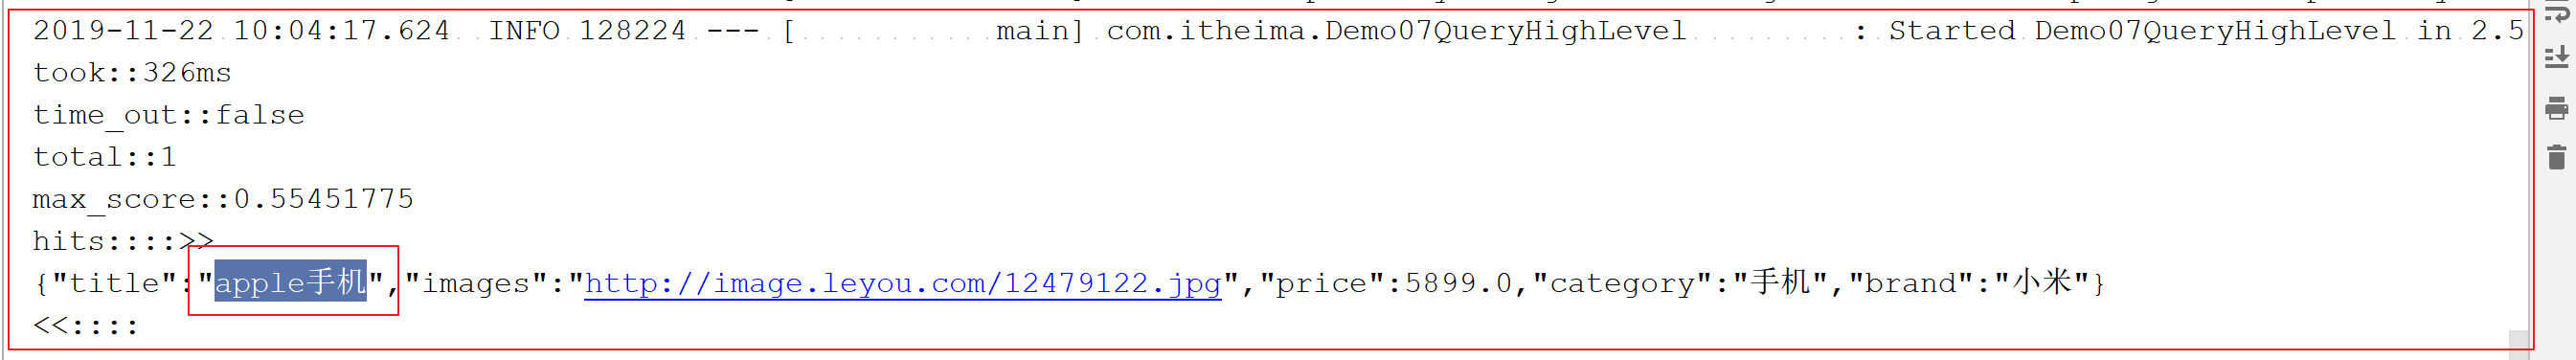 2019-11-22 10:04:17.624  INFO 128224 --- [           main] com.itheima.Demo07QueryHighLevel         : Started Demo07QueryHighLevel in 2.5
took::326ms
time_out::false
total::1
max_score::0.55451775
hits::::>>
{"title":"apple手机","images":"http://image.leyou.com/12479122.jpg","price":5899.0,"category":"手机","brand":"小米"}
<<::::